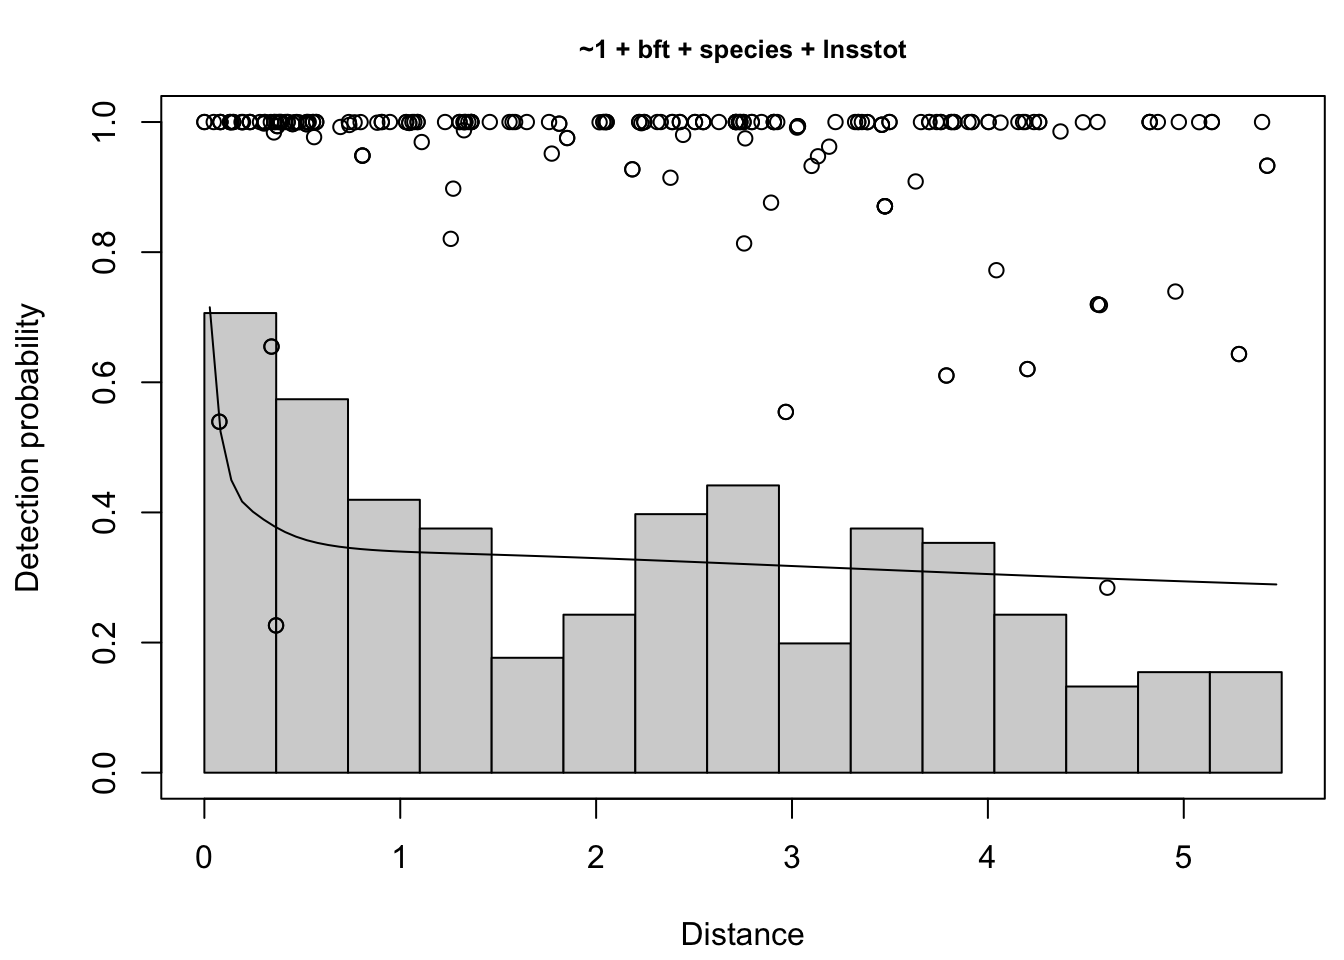 ~1 + bft + species + lnsstot
Detection probability
1.0
0.8
0.6
0.4
0.2
0.0
0 1 2 3 4 5
Distance